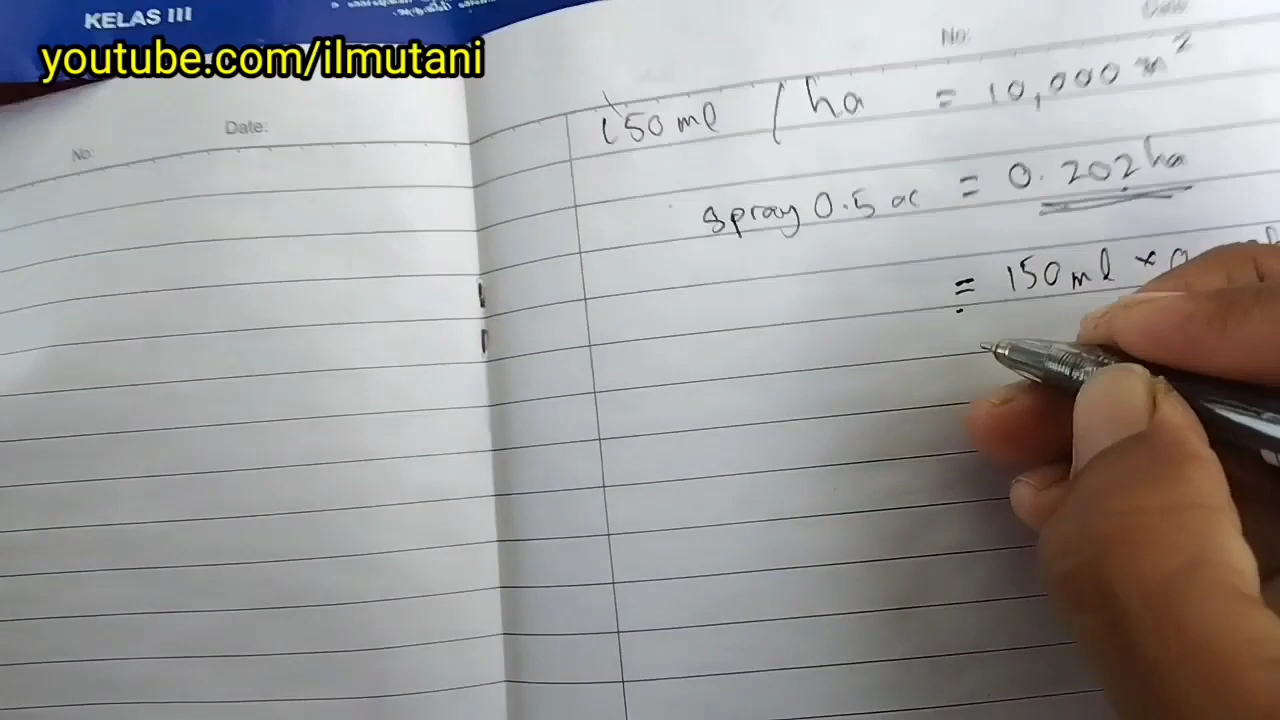 KELAS III
youtube.com/ilmutani
Date:
No:
No:
Date:
150 ml / ha = 10,000 m²
spray 0.5 ac = 0.202 ha
= 150 ml ×